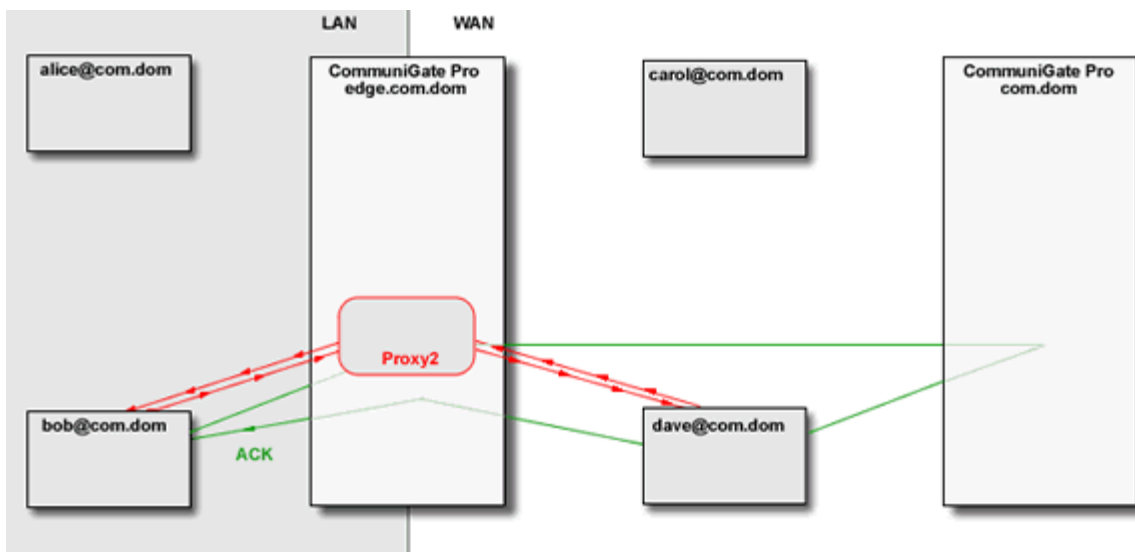 LAN
WAN
alice@com.dom
CommuniGate Pro
edge.com.dom
carol@com.dom
CommuniGate Pro
com.dom
Proxy2
bob@com.dom
dave@com.dom
ACK